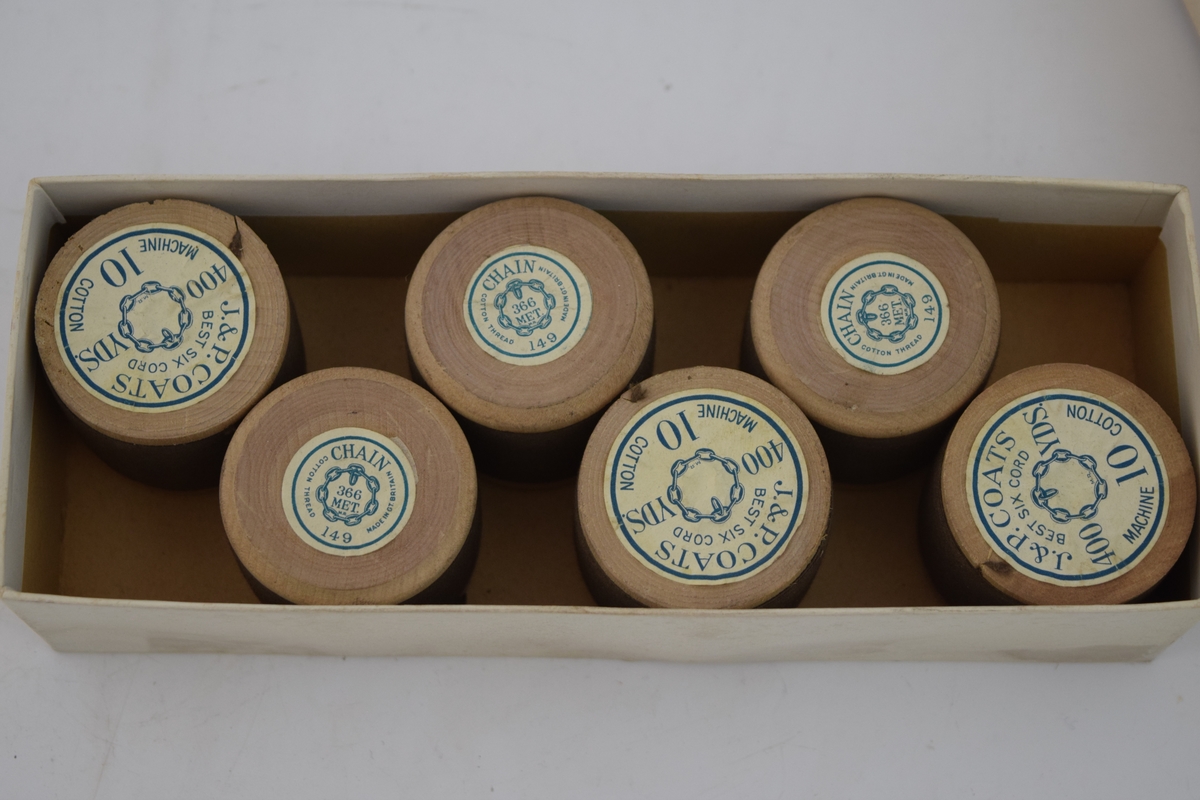 J.&P. COATS
BEST SIX CORD
400 YDS.
MACHINE 10 COTTON
CHAIN
COTTON THREAD
366
MET.
149
MADE IN GT BRITAIN
CHAIN
COTTON THREAD
366
MET.
149
MADE IN GT BRITAIN
CHAIN
COTTON THREAD
366
MET.
149
MADE IN GT BRITAIN
J.&P. COATS
BEST SIX CORD
400 YDS.
MACHINE 10 COTTON
J.&P. COATS
BEST SIX CORD
400 YDS
MACHINE 10 COTTON